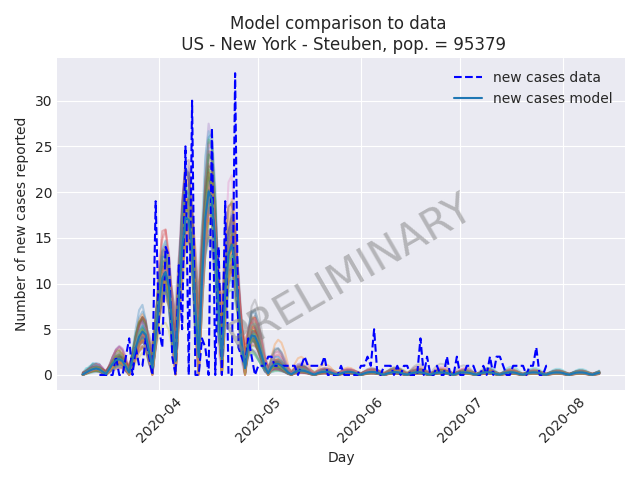 Model comparison to data
US - New York - Steuben, pop. = 95379
new cases data
new cases model
Number of new cases reported
30
25
20
15
10
5
0
PRELIMINARY
2020-04
2020-05
2020-06
2020-07
2020-08
Day